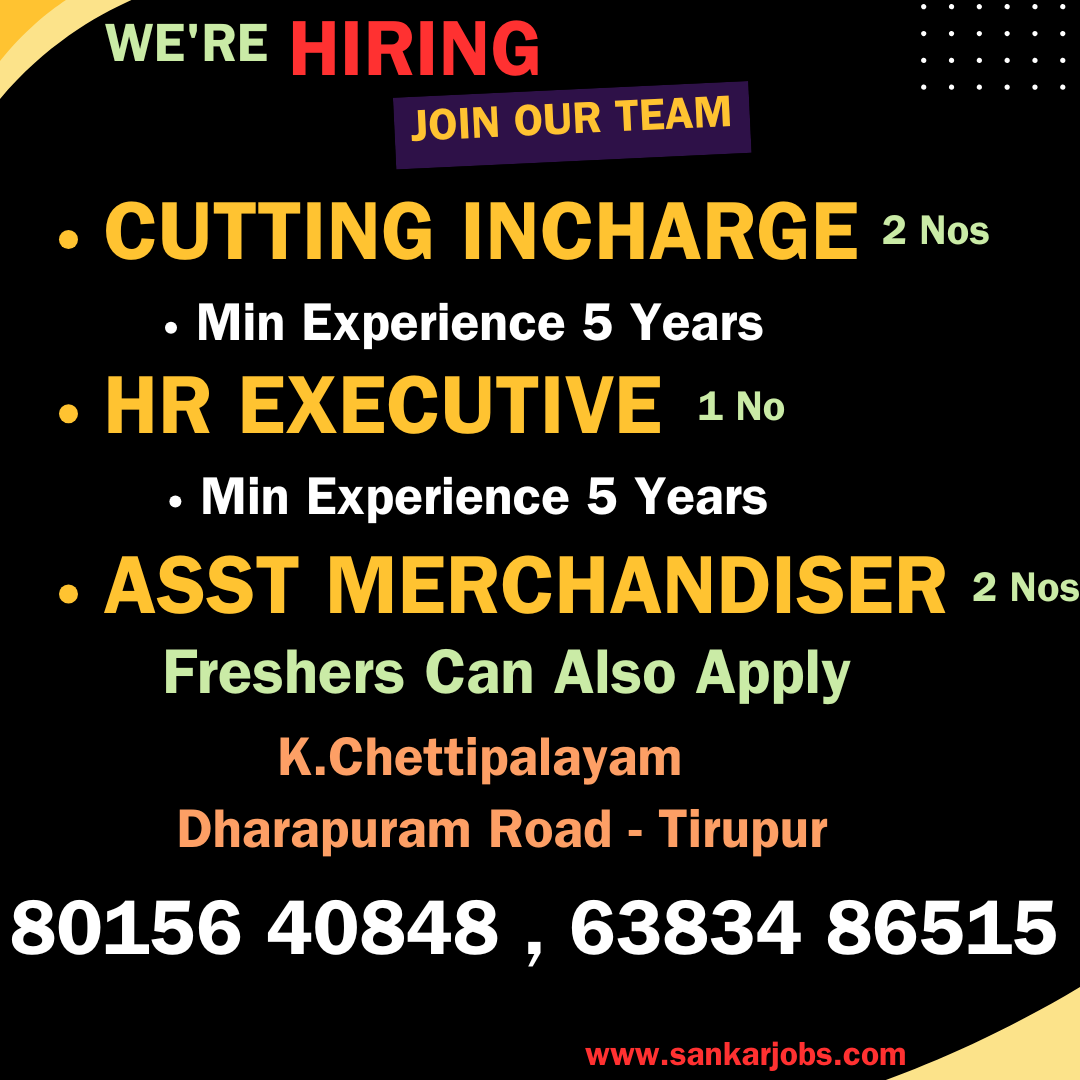 WE'RE HIRING
JOIN OUR TEAM
• CUTTING INCHARGE 2 Nos
• Min Experience 5 Years
• HR EXECUTIVE 1 No
• Min Experience 5 Years
• ASST MERCHANDISER 2 Nos
Freshers Can Also Apply
K.Chettipalayam
Dharapuram Road - Tirupur
80156 40848 , 63834 86515
www.sankarjobs.com